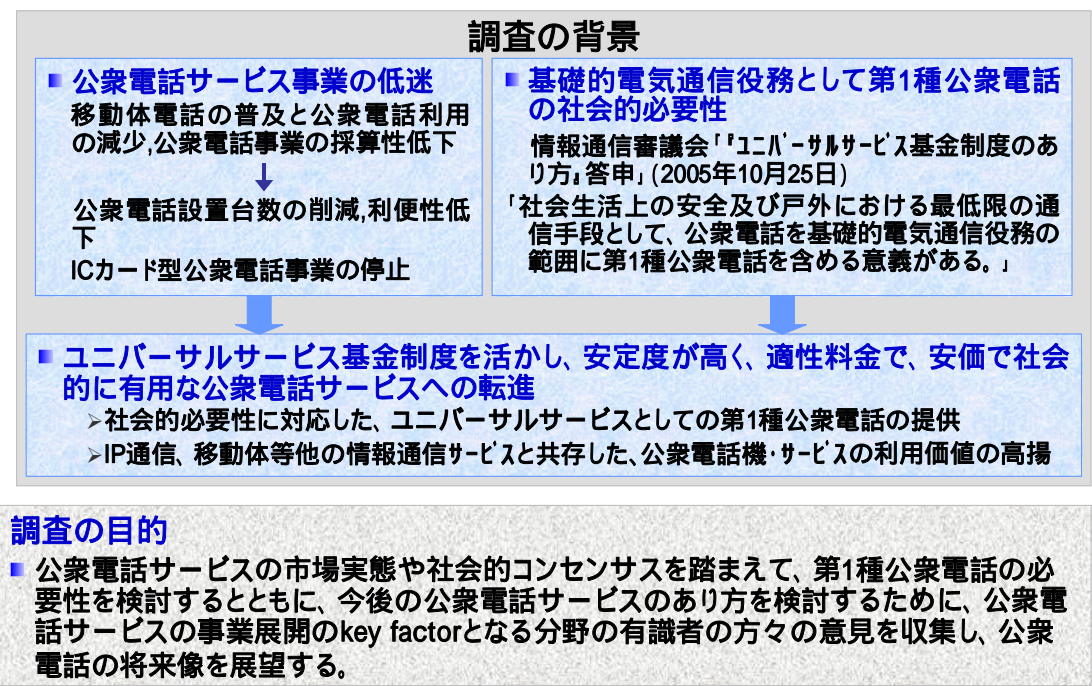 調査の背景
公衆電話サービス事業の低迷
移動体電話の普及と公衆電話利用
の減少,公衆電話事業の採算性低下
公衆電話設置台数の削減,利便性低
下
ICカード型公衆電話事業の停止
基礎的電気通信役務として第1種公衆電話
の社会的必要性
情報通信審議会「『ユニバーサルサービス基金制度のあ
り方』答申」(2005年10月25日)
「社会生活上の安全及び戸外における最低限の通
信手段として、公衆電話を基礎的電気通信役務の
範囲に第1種公衆電話を含める意義がある。」
ユニバーサルサービス基金制度を活かし、安定度が高く、適性料金で、安価で社会
的に有用な公衆電話サービスへの転進
➢社会的必要性に対応した、ユニバーサルサービスとしての第1種公衆電話の提供
➢IP通信、移動体等他の情報通信サービスと共存した、公衆電話機・サービスの利用価値の高揚
調査の目的
公衆電話サービスの市場実態や社会的コンセンサスを踏まえて、第1種公衆電話の必
要性を検討するとともに、今後の公衆電話サービスのあり方を検討するために、公衆電
話サービスの事業展開のkey factorとなる分野の有識者の方々の意見を収集し、公衆
電話の将来像を展望する。